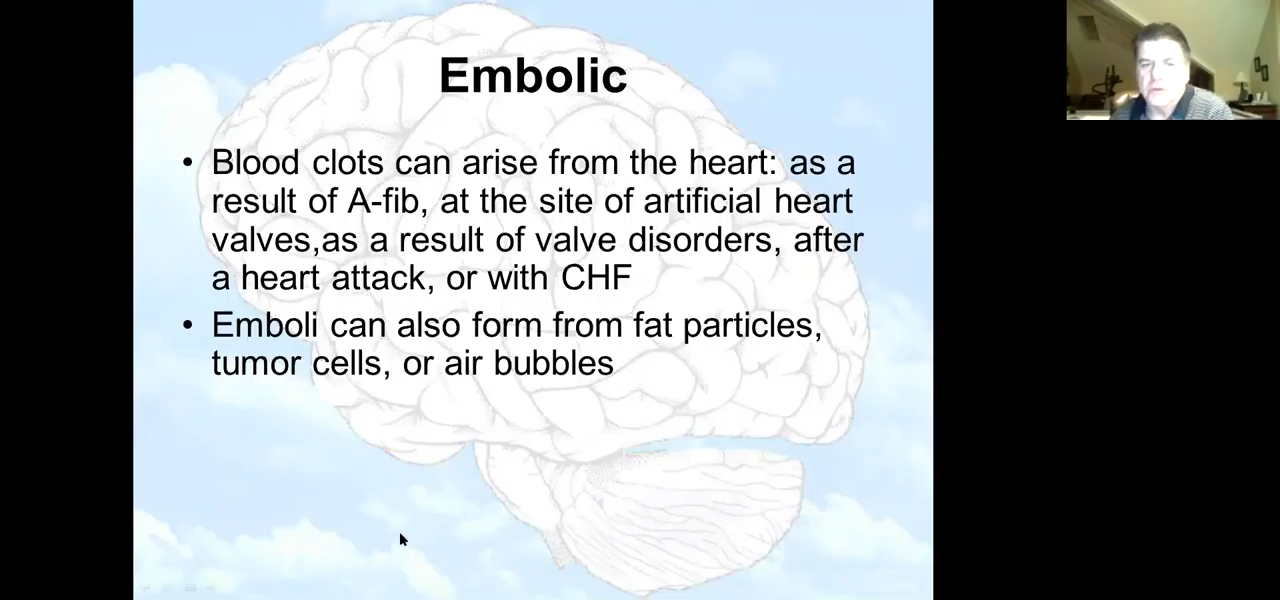 Embolic
• Blood clots can arise from the heart: as a
result of A-fib, at the site of artificial heart
valves,as a result of valve disorders, after
a heart attack, or with CHF
• Emboli can also form from fat particles,
tumor cells, or air bubbles